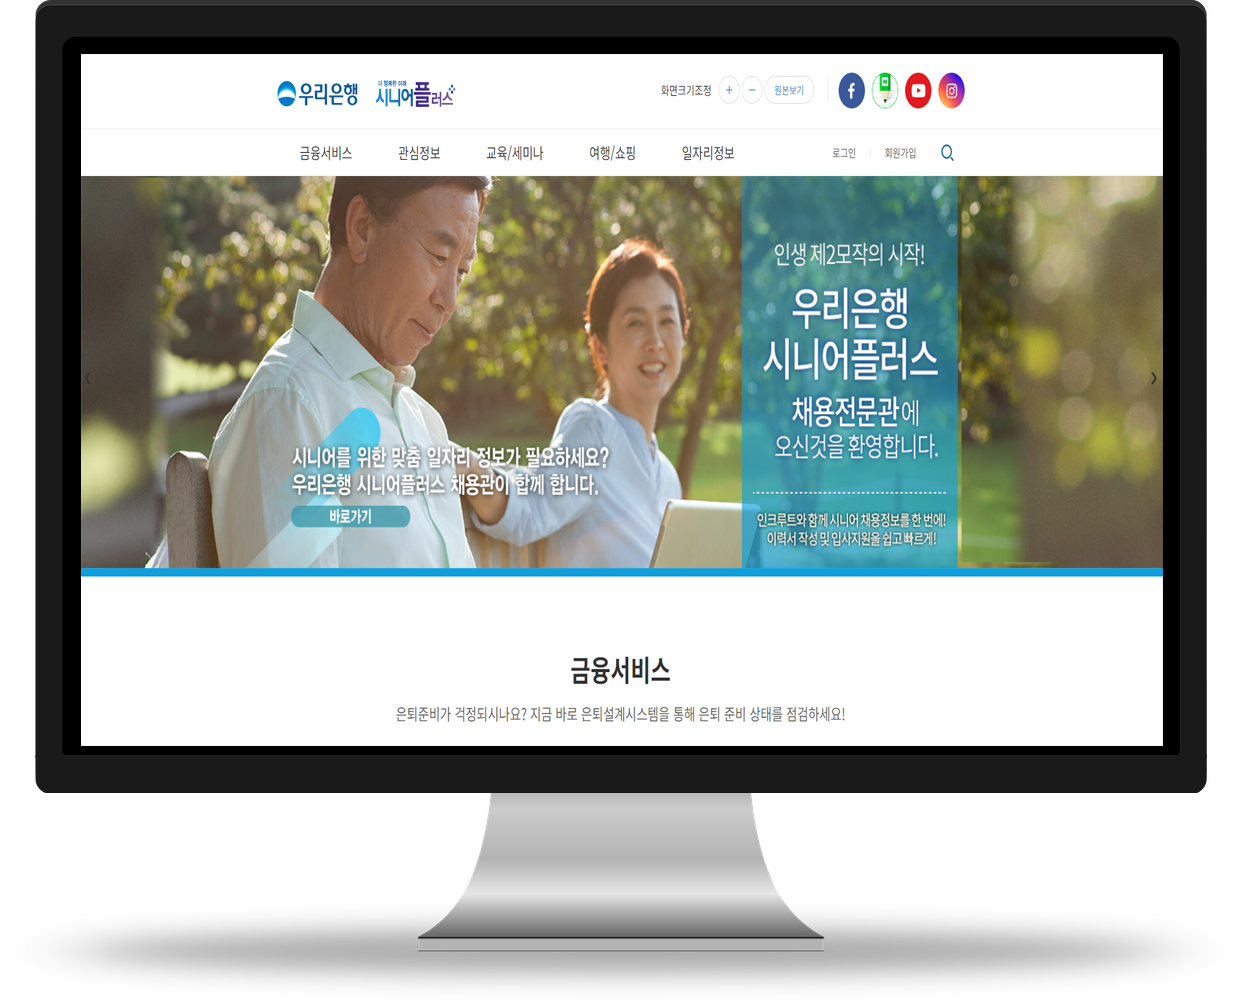 우리은행
더 행복한 미래
시니어플러스
화면크기조정 + − 원본보기
금융서비스 관심정보 교육/세미나 여행/쇼핑 일자리정보 로그인 회원가입
시니어를 위한 맞춤 일자리 정보가 필요하세요?
우리은행 시니어플러스 채용관이 함께 합니다.
바로가기
인생 제2모작의 시작!
우리은행
시니어플러스
채용전문관에
오신것을 환영합니다.
인크루트와 함께 시니어 채용정보를 한 번에!
이력서 작성 및 입사지원을 쉽고 빠르게!
금융서비스
은퇴준비가 걱정되시나요? 지금 바로 은퇴설계시스템을 통해 은퇴 준비 상태를 점검하세요!